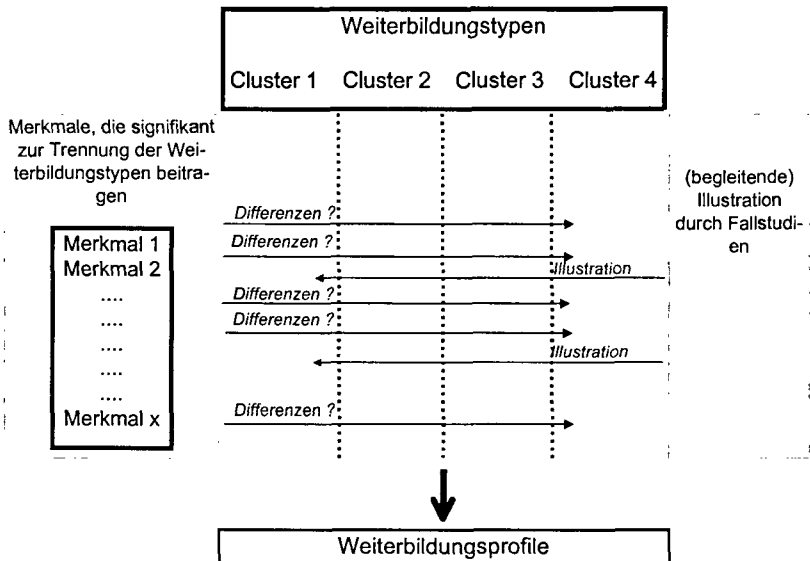 Weiterbildungstypen
Cluster 1 Cluster 2 Cluster 3 Cluster 4
Merkmale, die signifikant
zur Trennung der Wei-
terbildungstypen beitra-
gen
(begleitende)
Illustration
durch Fallstudi-
en
Differenzen ?
Merkmal 1
Differenzen ?
Merkmal 2
Illustration
....
Differenzen ?
....
Differenzen ?
....
Illustration
....
....
Merkmal x
Differenzen ?
Weiterbildungsprofile